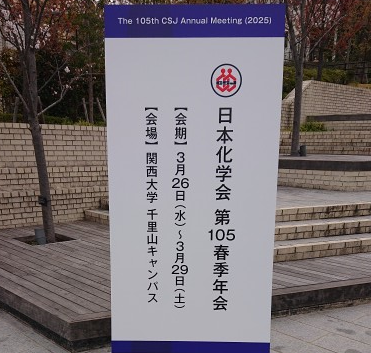 The 105th CSJ Annual Meeting (2025)
日本化学会 第105春季年会
【会期】3月26日(水)～3月29日(土)
【会場】関西大学 千里山キャンパス